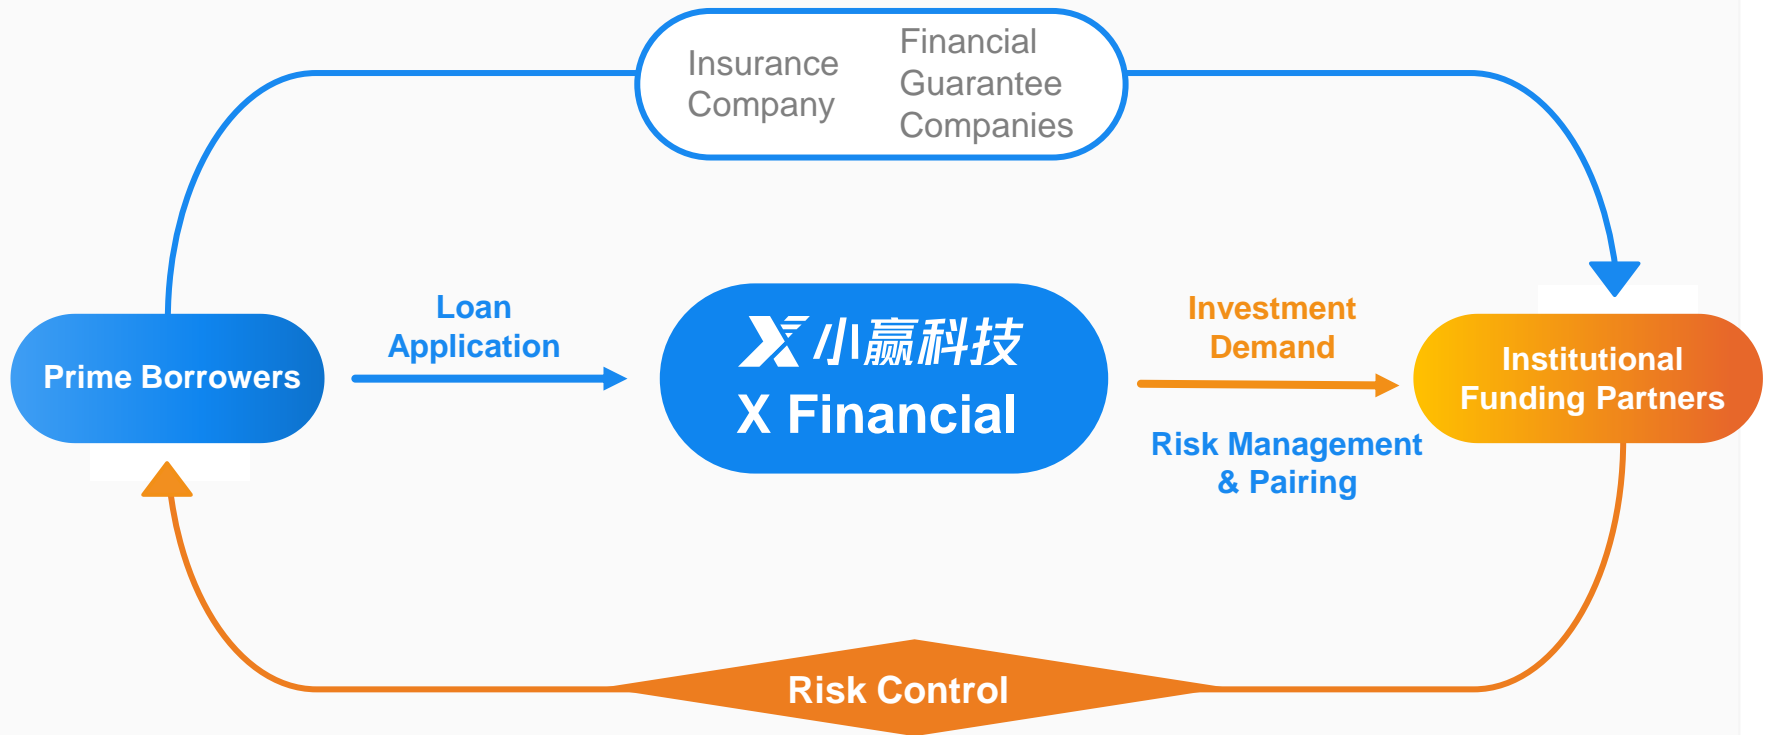 Insurance
Company
Financial
Guarantee
Companies
Prime Borrowers
Loan
Application
小赢科技
X Financial
Investment
Demand
Risk Management
& Pairing
Institutional
Funding Partners
Risk Control